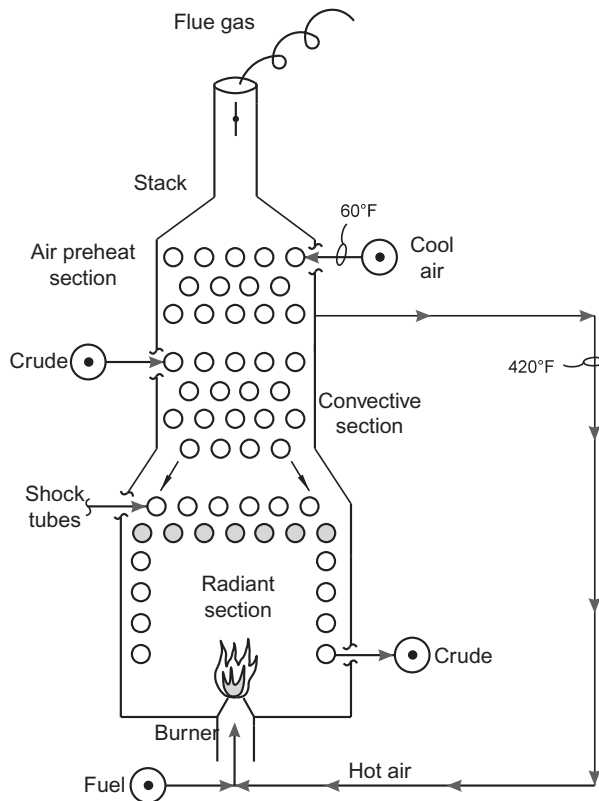 Flue gas
Stack
60°F
Air preheat
section
Cool
air
Crude
420°F
Convective
section
Shock
tubes
Radiant
section
Crude
Burner
Hot air
Fuel